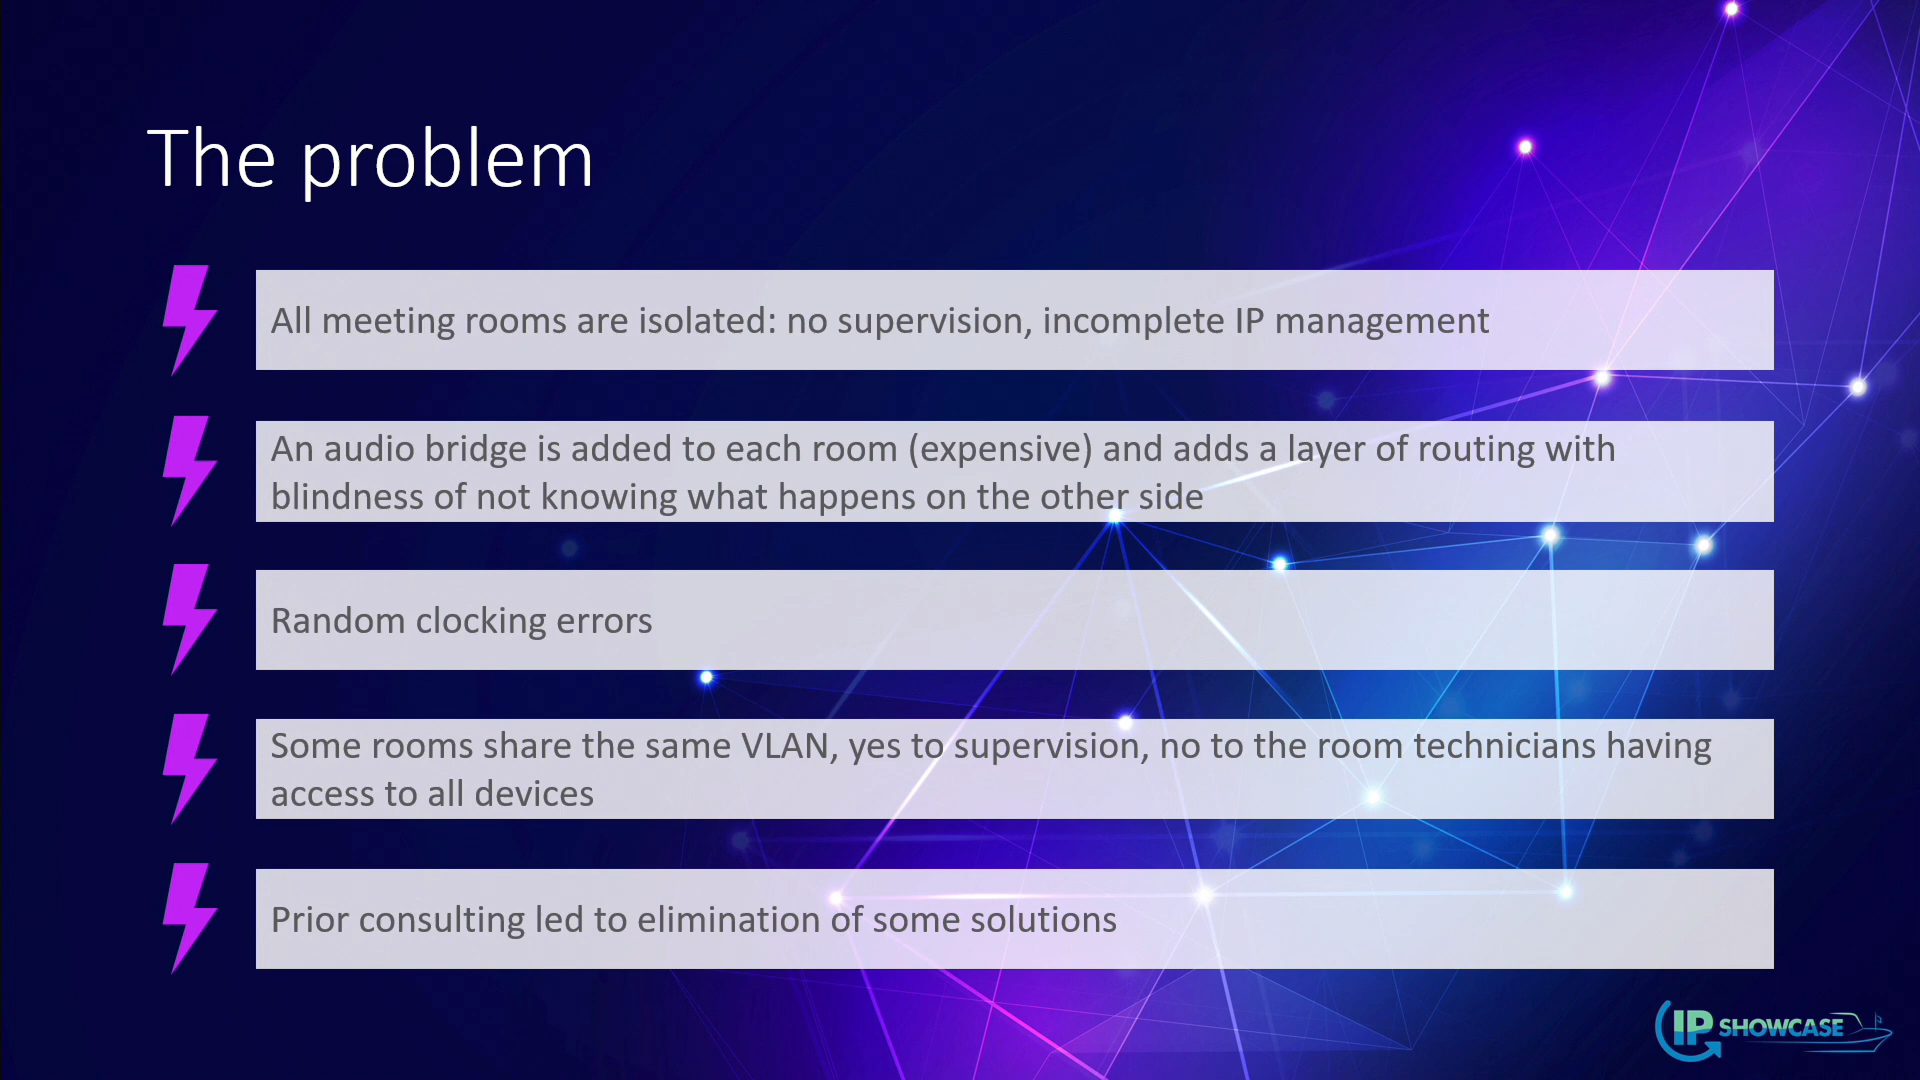 The problem
All meeting rooms are isolated: no supervision, incomplete IP management
An audio bridge is added to each room (expensive) and adds a layer of routing with
blindness of not knowing what happens on the other side
Random clocking errors
Some rooms share the same VLAN, yes to supervision, no to the room technicians having
access to all devices
Prior consulting led to elimination of some solutions
IP SHOWCASE